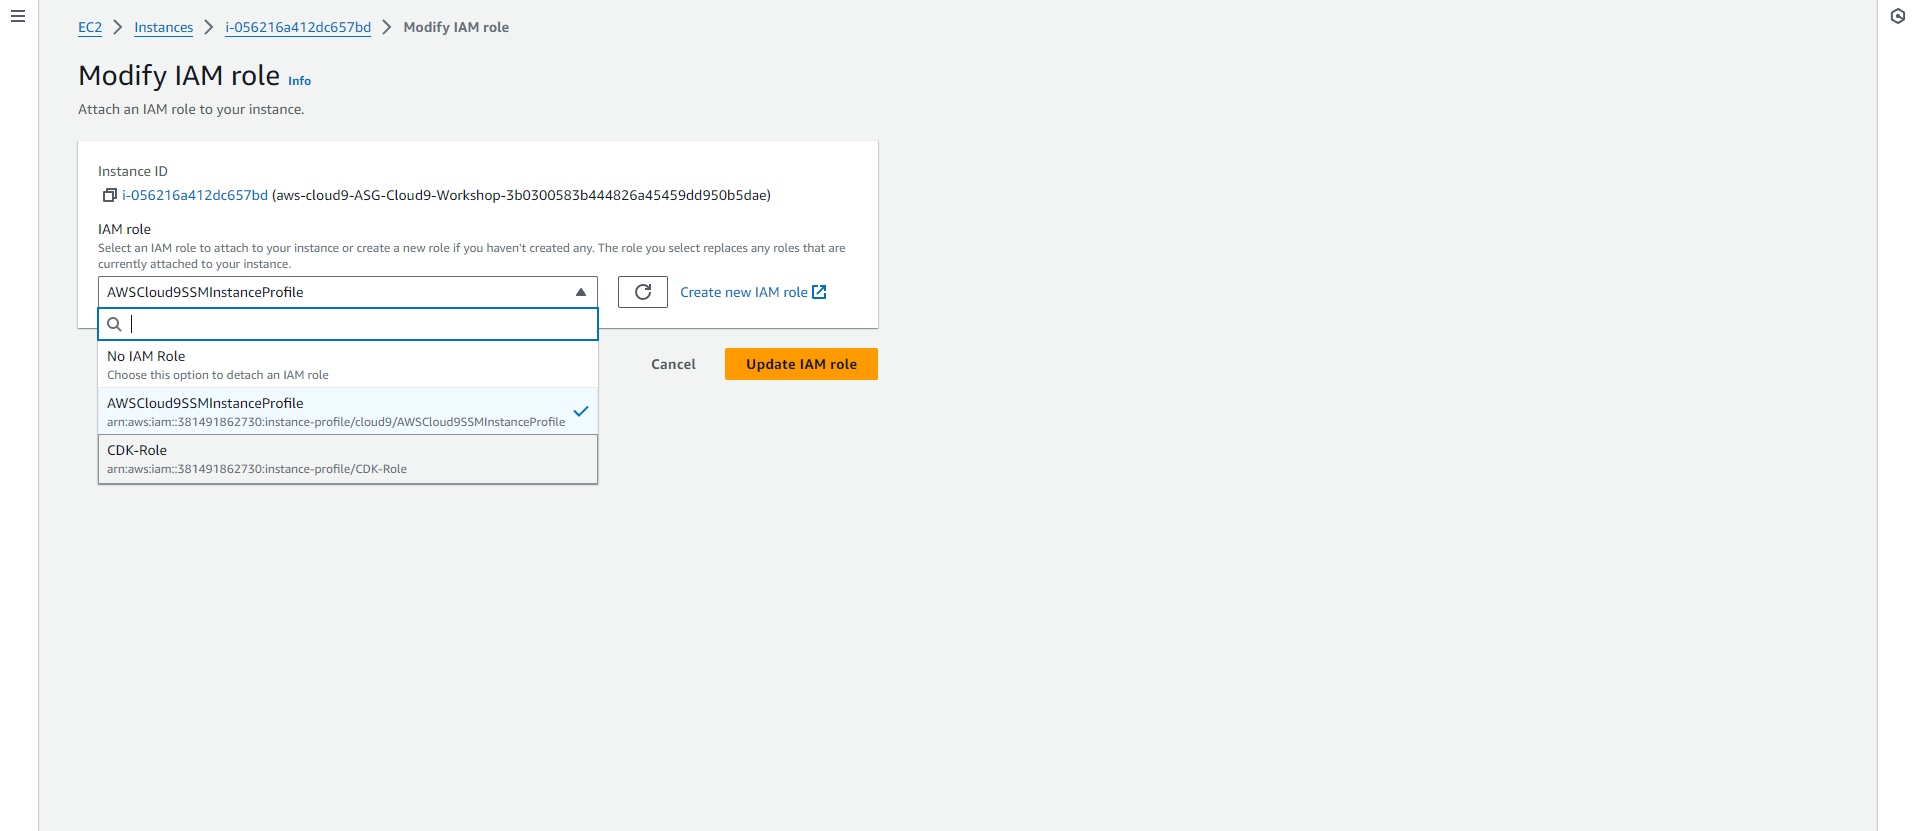 EC2 Instances i-056216a412dc657bd Modify IAM role
Modify IAM role Info
Attach an IAM role to your instance.
Instance ID
i-056216a412dc657bd (aws-cloud9-ASG-Cloud9-Workshop-3b0300583b444826a45459dd950b5dae)
IAM role
Select an IAM role to attach to your instance or create a new role if you haven't created any. The role you select replaces any roles that are
currently attached to your instance.
AWSCloud9SSMInstanceProfile
Create new IAM role
No IAM Role
Choose this option to detach an IAM role
AWSCloud9SSMInstanceProfile
arn:aws:iam::381491862730:instance-profile/cloud9/AWSCloud9SSMInstanceProfile
CDK-Role
arn:aws:iam::381491862730:instance-profile/CDK-Role
Cancel
Update IAM role